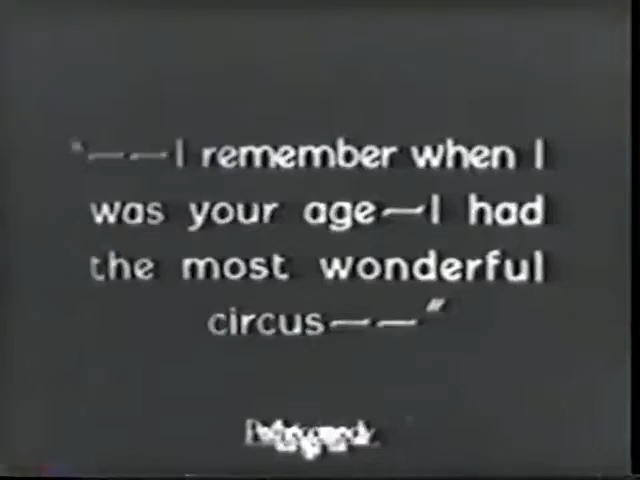 "——I remember when I
was your age—I had
the most wonderful
circus——"